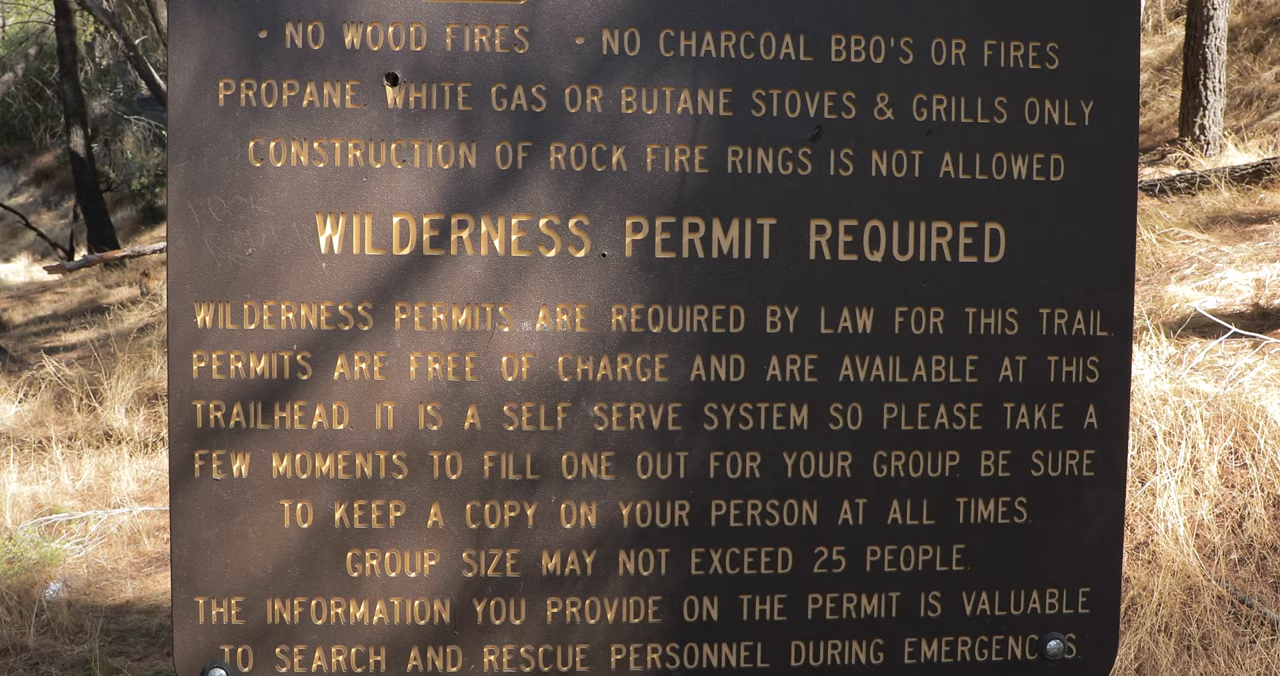 • NO WOOD FIRES • NO CHARCOAL BBQ'S OR FIRES
PROPANE, WHITE GAS OR BUTANE STOVES & GRILLS ONLY
CONSTRUCTION OF ROCK FIRE RINGS IS NOT ALLOWED
WILDERNESS PERMIT REQUIRED
WILDERNESS PERMITS ARE REQUIRED BY LAW FOR THIS TRAIL.
PERMITS ARE FREE OF CHARGE AND ARE AVAILABLE AT THIS
TRAILHEAD. IT IS A SELF SERVE SYSTEM SO PLEASE TAKE A
FEW MOMENTS TO FILL ONE OUT FOR YOUR GROUP. BE SURE
TO KEEP A COPY ON YOUR PERSON AT ALL TIMES.
GROUP SIZE MAY NOT EXCEED 25 PEOPLE.
THE INFORMATION YOU PROVIDE ON THE PERMIT IS VALUABLE
TO SEARCH AND RESCUE PERSONNEL DURING EMERGENCIES.